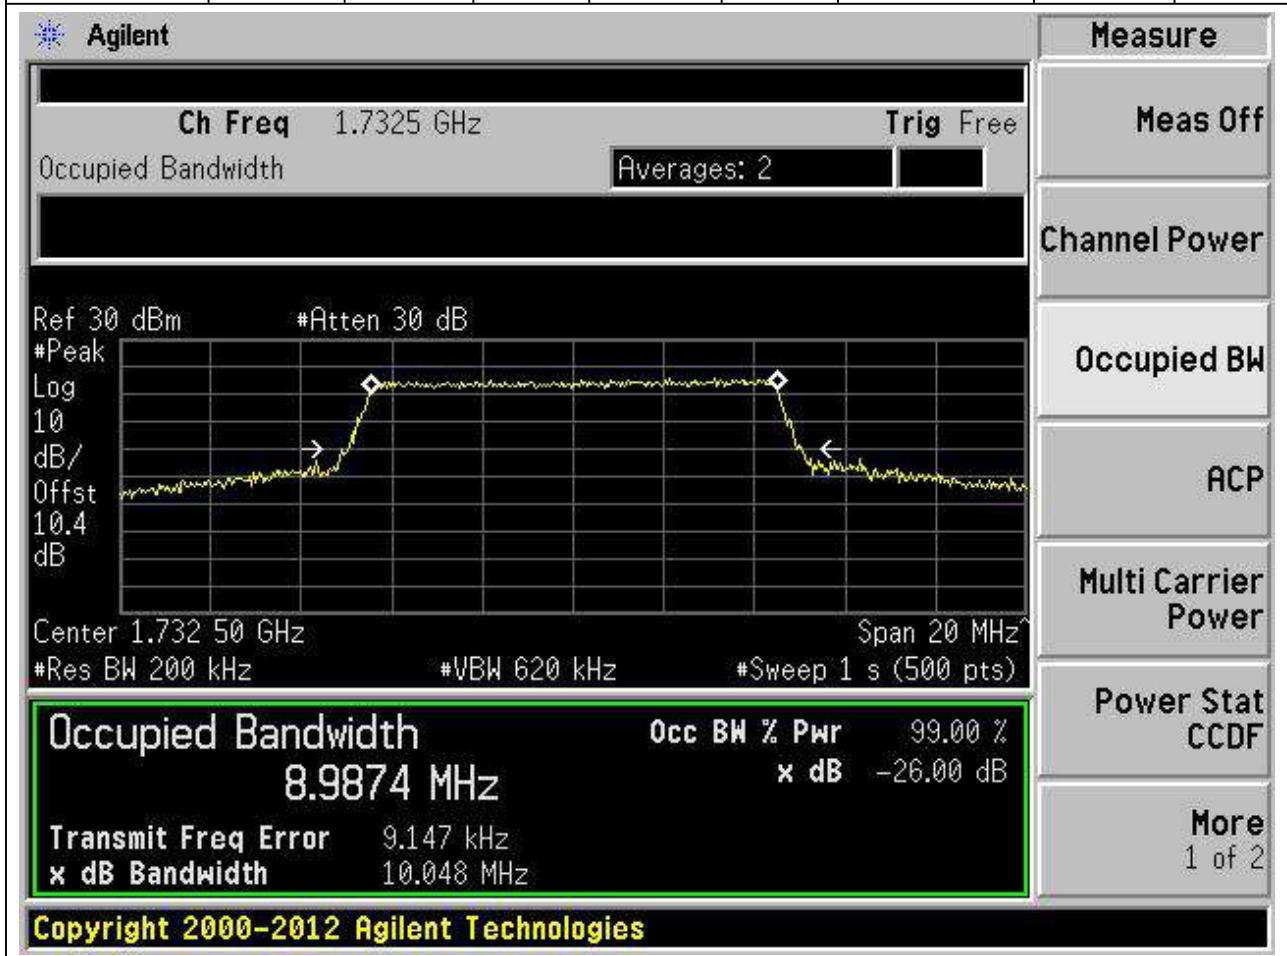 Agilent
Measure
Ch Freq 1.7325 GHz Trig Free
Meas Off
Occupied Bandwidth Averages: 2
Channel Power
Ref 30 dBm #Atten 30 dB
#Peak
Log
10
dB/
Offst
10.4
dB
Occupied BW
ACP
Center 1.732 50 GHz Span 20 MHz^
#Res BW 200 kHz #VBW 620 kHz #Sweep 1 s (500 pts)
Multi Carrier
Power
Occupied Bandwidth Occ BW % Pwr 99.00 %
8.9874 MHz x dB -26.00 dB
Transmit Freq Error 9.147 kHz
x dB Bandwidth 10.048 MHz
Power Stat
CCDF
More
1 of 2
Copyright 2000-2012 Agilent Technologies